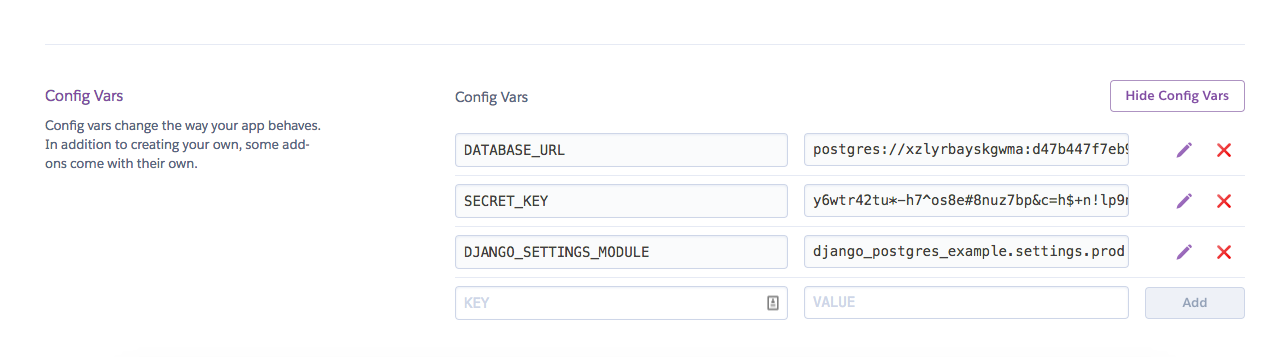 Config Vars
Config vars change the way your app behaves.
In addition to creating your own, some add-
ons come with their own.
Config Vars
Hide Config Vars
DATABASE_URL postgres://xzlyrbayskgwma:d47b447f7eb9
SECRET_KEY y6wtr42tu*-h7^os8e#8nuz7bp&c=h$+n!lp9
DJANGO_SETTINGS_MODULE django_postgres_example.settings.prod
KEY VALUE Add